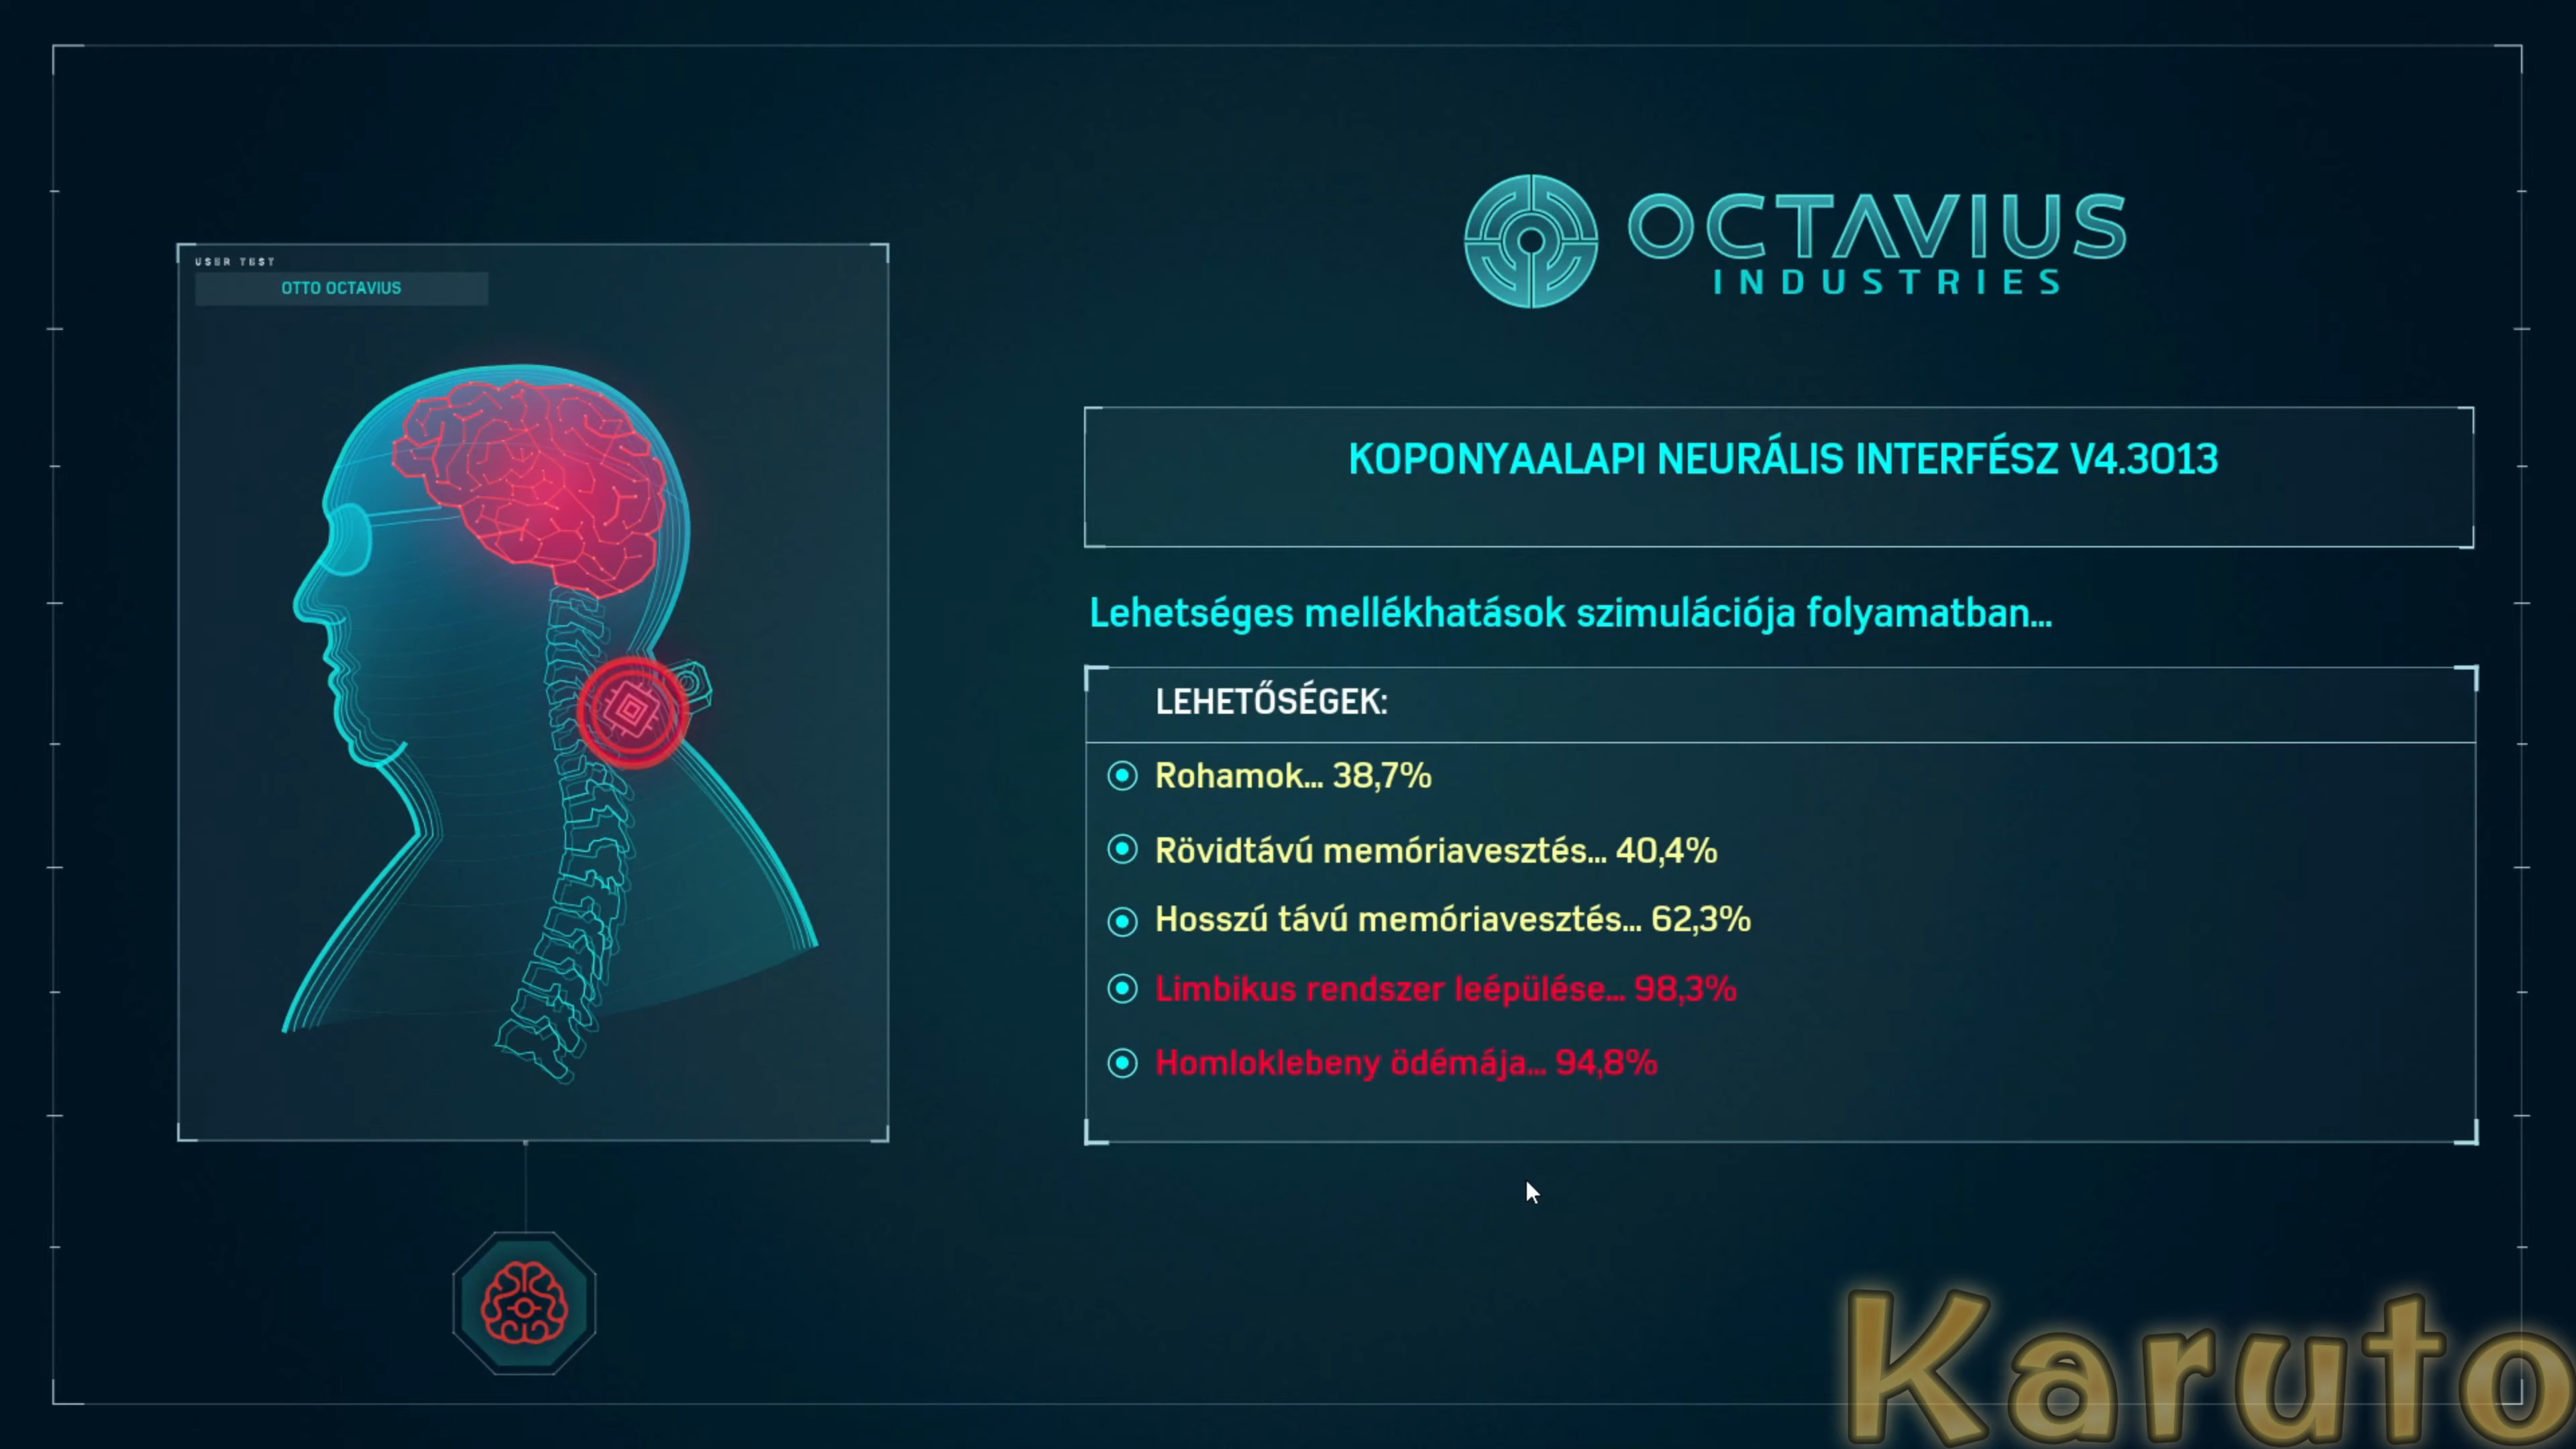 USER TEST
OTTO OCTAVIUS
OCTAVIUS
INDUSTRIES
KOPONYAALAPI NEURÁLIS INTERFÉSZ V4.3013
Lehetséges mellékhatások szimulációja folyamatban...
LEHETŐSÉGEK:
Rohamok... 38,7%
Rövidtávú memóriavesztés... 40,4%
Hosszú távú memóriavesztés... 62,3%
Limbikus rendszer leépülése... 98,3%
Homloklebeny ödémája... 94,8%
Karuto